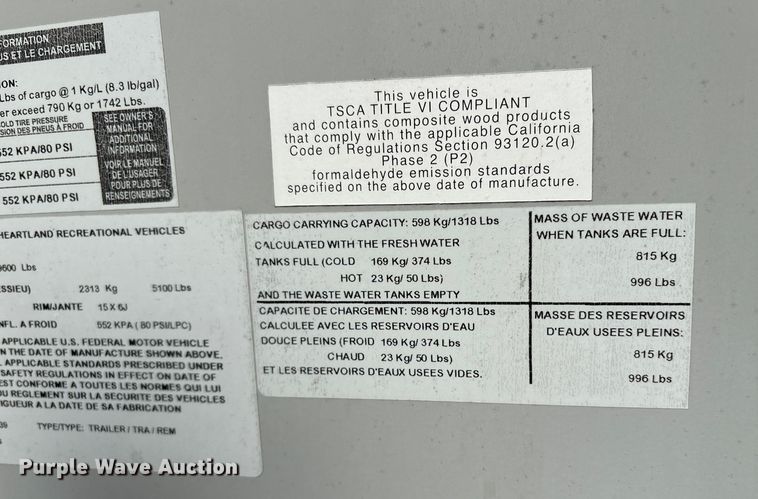 FORMATION
US ET LE CHARGEMENT
ION:
Lbs of cargo @ 1 Kg/L (8.3 lb/gal)
er exceed 790 Kg or 1742 Lbs.
OLD TIRE PRESSURE
SION DES PNEUS À FROID
552 KPA/80 PSI
552 KPA/80 PSI
552 KPA/80 PSI
SEE OWNER'S
MANUAL FOR
ADDITIONAL
INFORMATION
VOIR LE MANUEL
DE L'USAGER
POUR PLUS DE
RENSEIGNEMENTS
This vehicle is
TSCA TITLE VI COMPLIANT
and contains composite wood products
that comply with the applicable California
Code of Regulations Section 93120.2(a)
Phase 2 (P2)
formaldehyde emission standards
specified on the above date of manufacture.
HEARTLAND RECREATIONAL VEHICLES
9600 Lbs
ESSIEU) 2313 Kg 5100 Lbs
RIM/JANTE 15 X 6J
NFL. A FROID 552 KPA ( 80 PSI/LPC)
APPLICABLE U.S. FEDERAL MOTOR VEHICLE
N THE DATE OF MANUFACTURE SHOWN ABOVE.
APPLICABLE STANDARDS PRESCRIBED UNDER
SAFETY REGULATIONS IN EFFECT ON DATE OF
EST CONFORME A TOUTES LES NORMES QUI LUI
DU REGLEMENT SUR LA SECURITE DES VEHICLES
IGUEUR A LA DATE DE SA FABRICATION
39 TYPE/TYPE: TRAILER / TRA / REM
CARGO CARRYING CAPACITY: 598 Kg/1318 Lbs
CALCULATED WITH THE FRESH WATER
TANKS FULL (COLD 169 Kg/ 374 Lbs
HOT 23 Kg/ 50 Lbs)
AND THE WASTE WATER TANKS EMPTY
MASS OF WASTE WATER
WHEN TANKS ARE FULL:
815 Kg
996 Lbs
CAPACITE DE CHARGEMENT: 598 Kg/1318 Lbs
CALCULEE AVEC LES RESERVOIRS D'EAU
DOUCE PLEINS (FROID 169 Kg/ 374 Lbs
CHAUD 23 Kg/ 50 Lbs)
ET LES RESERVOIRS D'EAUX USEES VIDES.
MASSE DES RESERVOIRS
D'EAUX USEES PLEINS:
815 Kg
996 Lbs
Purple Wave Auction